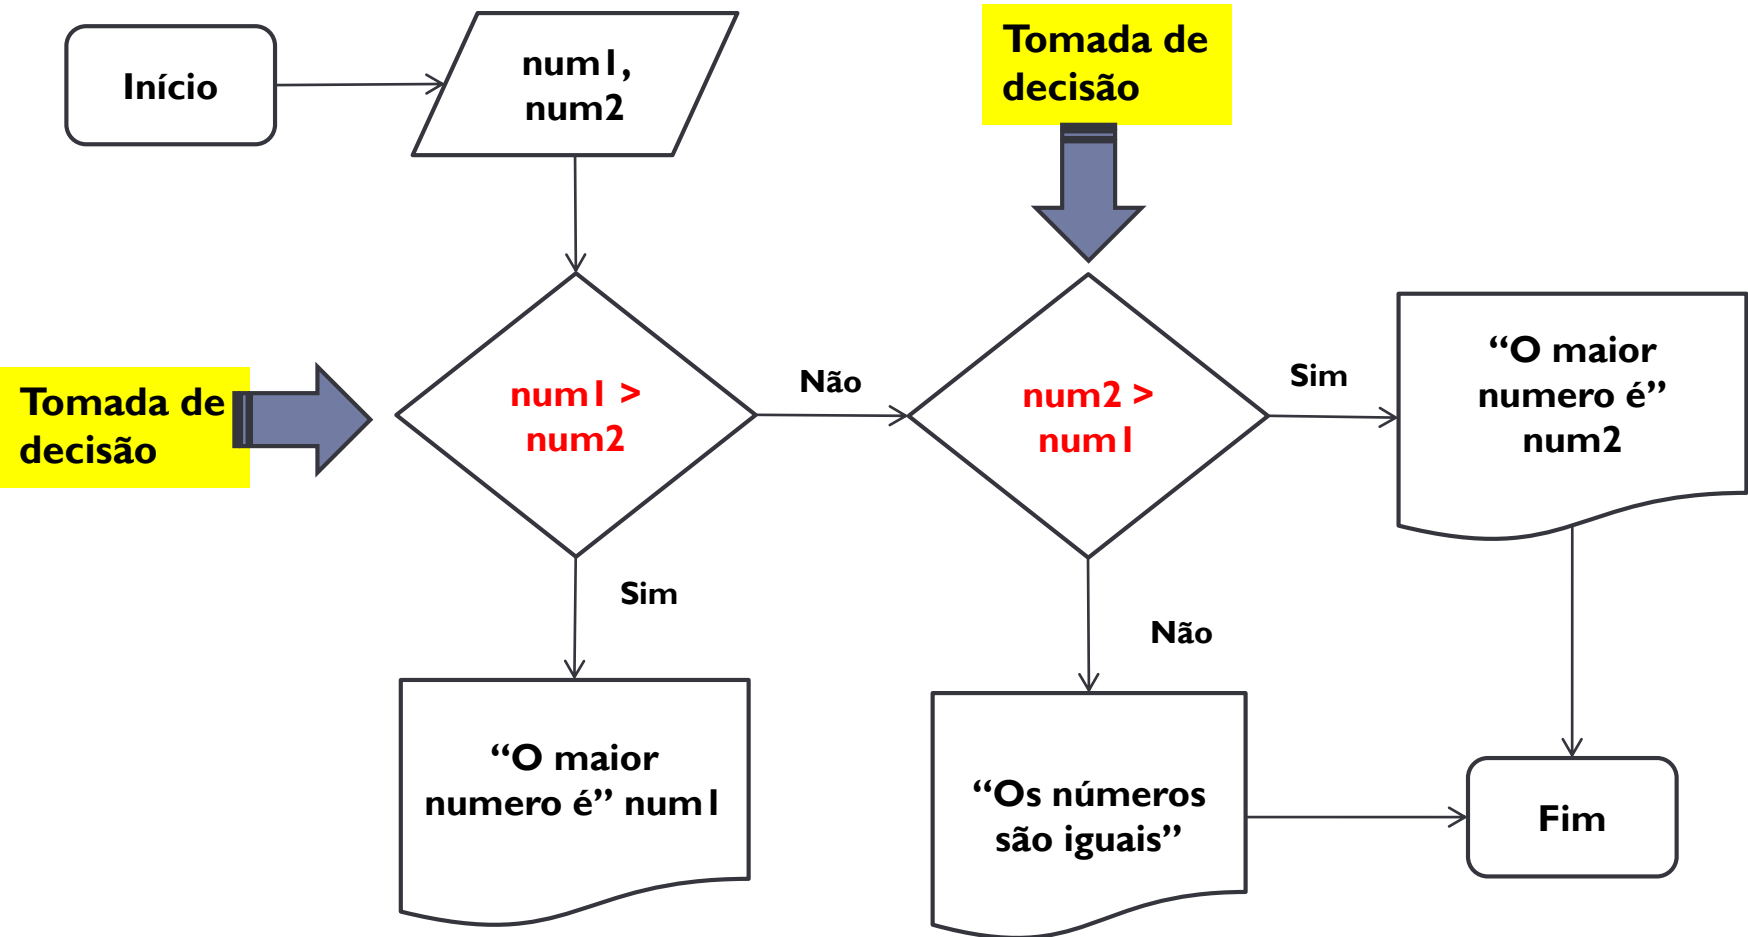 Início
num1,
num2
Tomada de
decisão
Tomada de
decisão
num1 >
num2
Não
num2 >
num1
Sim
“O maior
numero é”
num2
Sim
Não
“O maior
numero é” num1
“Os números
são iguais”
Fim